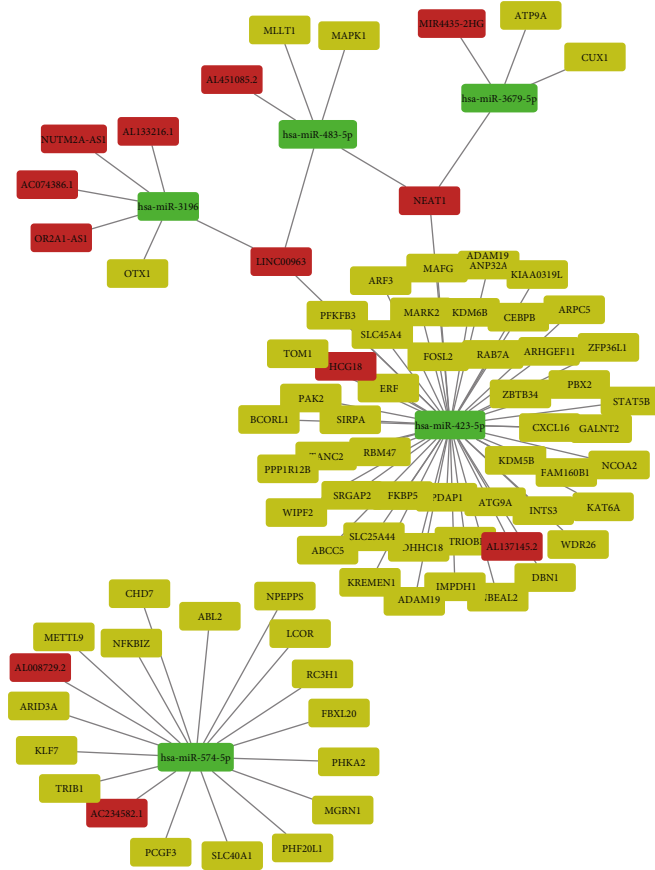 ATP9A
MIR4435-2HG
MLLT1
MAPK1
CUX1
AL451085.2
hsa-miR-3679-5p
AL133216.1
hsa-miR-483-5p
NUTM2A-AS1
AC074386.1
NEAT1
hsa-miR-3196
OR2A1-AS1
LINC00963
OTX1
ADAM19
MAFG
ANP32A
KIAA0319L
ARF3
PFKFB3
MARK2
KDM6B
CEBPB
ARPC5
SLC45A4
TOM1
FOSL2
RAB7A
ARHGEF11
ZFP36L1
HCG18
ERF
ZBTB34
PBX2
PAK2
STAT5B
BCORL1
SIRPA
hsa-miR-423-5p
CXCL16
GALNT2
RBM47
KDM5B
PPP1R12B
FAM160B1
NCOA2
SRGAP2
FKBP5
ATG9A
WIPF2
INTS3
KAT6A
SLC25A44
ABCC5
AL137145.2
WDR26
KREMEN1
IMPDH1
DBN1
ADAM19
CHD7
NPEPPS
ABL2
METTL9
NFKBIZ
LCOR
AL008729.2
RC3H1
ARID3A
FBXL20
KLF7
hsa-miR-574-5p
PHKA2
TRIB1
AC234582.1
MGRN1
PCGF3
SLC40A1
PHF20L1